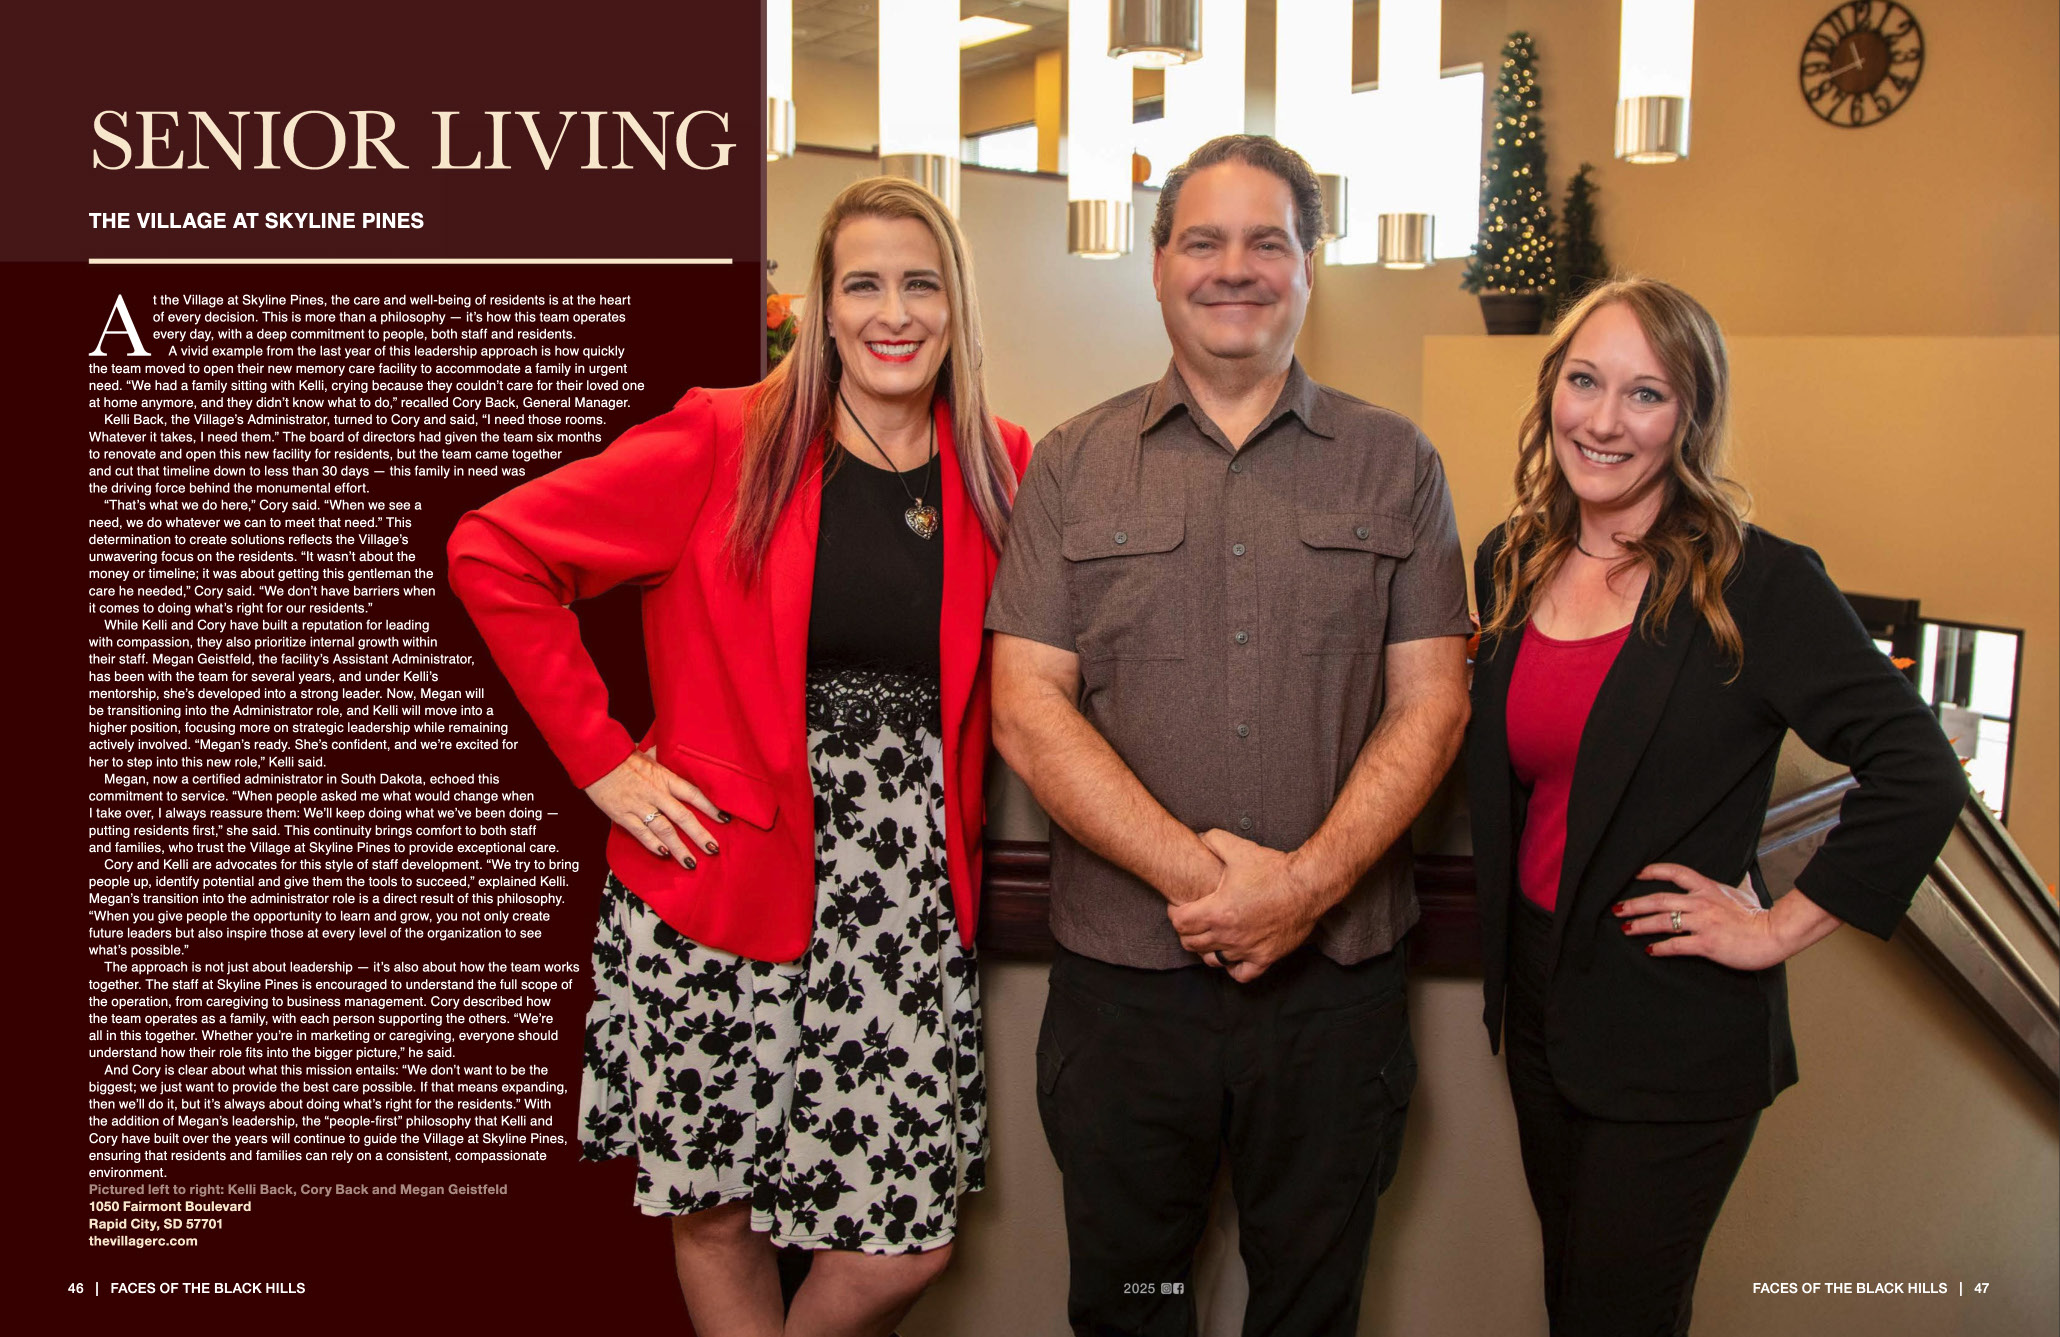 SENIOR LIVING
THE VILLAGE AT SKYLINE PINES
At the Village at Skyline Pines, the care and well-being of residents is at the heart
of every decision. This is more than a philosophy — it’s how this team operates
every day, with a deep commitment to people, both staff and residents.
A vivid example from the last year of this leadership approach is how quickly
the team moved to open their new memory care facility to accommodate a family in urgent
need. “We had a family sitting with Kelli, crying because they couldn’t care for their loved one
at home anymore, and they didn’t know what to do,” recalled Cory Back, General Manager.
Kelli Back, the Village’s Administrator, turned to Cory and said, “I need those rooms.
Whatever it takes, I need them.” The board of directors had given the team six months
to renovate and open this new facility for residents, but the team came together
and cut that timeline down to less than 30 days — this family in need was
the driving force behind the monumental effort.
“That’s what we do here,” Cory said. “When we see a
need, we do whatever we can to meet that need.” This
determination to create solutions reflects the Village’s
unwavering focus on the residents. “It wasn’t about the
money or timeline; it was about getting this gentleman the
care he needed,” Cory said. “We don’t have barriers when
it comes to doing what’s right for our residents.”
While Kelli and Cory have built a reputation for leading
with compassion, they also prioritize internal growth within
their staff. Megan Geistfeld, the facility’s Assistant Administrator,
has been with the team for several years, and under Kelli’s
mentorship, she’s developed into a strong leader. Now, Megan will
be transitioning into the Administrator role, and Kelli will move into a
higher position, focusing more on strategic leadership while remaining
actively involved. “Megan’s ready. She’s confident, and we’re excited for
her to step into this new role,” Kelli said.
Megan, now a certified administrator in South Dakota, echoed this
commitment to service. “When people asked me what would change when
I take over, I always reassure them: We’ll keep doing what we’ve been doing —
putting residents first,” she said. This continuity brings comfort to both staff
and families, who trust the Village at Skyline Pines to provide exceptional care.
Cory and Kelli are advocates for this style of staff development. “We try to bring
people up, identify potential and give them the tools to succeed,” explained Kelli.
Megan’s transition into the administrator role is a direct result of this philosophy.
“When you give people the opportunity to learn and grow, you not only create
future leaders but also inspire those at every level of the organization to see
what’s possible.”
The approach is not just about leadership — it’s also about how the team works
together. The staff at Skyline Pines is encouraged to understand the full scope of
the operation, from caregiving to business management. Cory described how
the team operates as a family, with each person supporting the others. “We’re
all in this together. Whether you’re in marketing or caregiving, everyone should
understand how their role fits into the bigger picture,” he said.
And Cory is clear about what this mission entails: “We don’t want to be the
biggest; we just want to provide the best care possible. If that means expanding,
then we’ll do it, but it’s always about doing what’s right for the residents.” With
the addition of Megan’s leadership, the “people-first” philosophy that Kelli and
Cory have built over the years will continue to guide the Village at Skyline Pines,
ensuring that residents and families can rely on a consistent, compassionate
environment.
Pictured left to right: Kelli Back, Cory Back and Megan Geistfeld
1050 Fairmont Boulevard
Rapid City, SD 57701
thevillagerc.com
46 | FACES OF THE BLACK HILLS
2025
FACES OF THE BLACK HILLS | 47
12
1
2
3
4
5
6
7
8
9
10
11